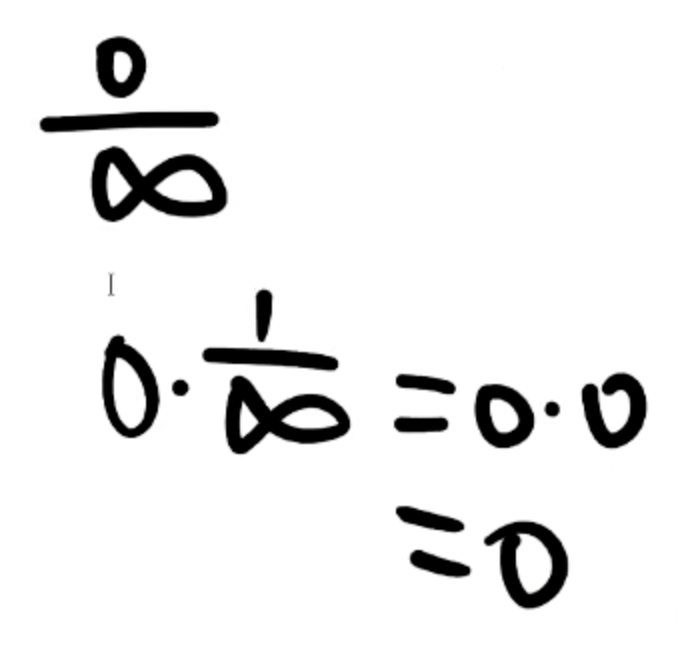 0
∞
0 · 1/∞ = 0 · 0
= 0